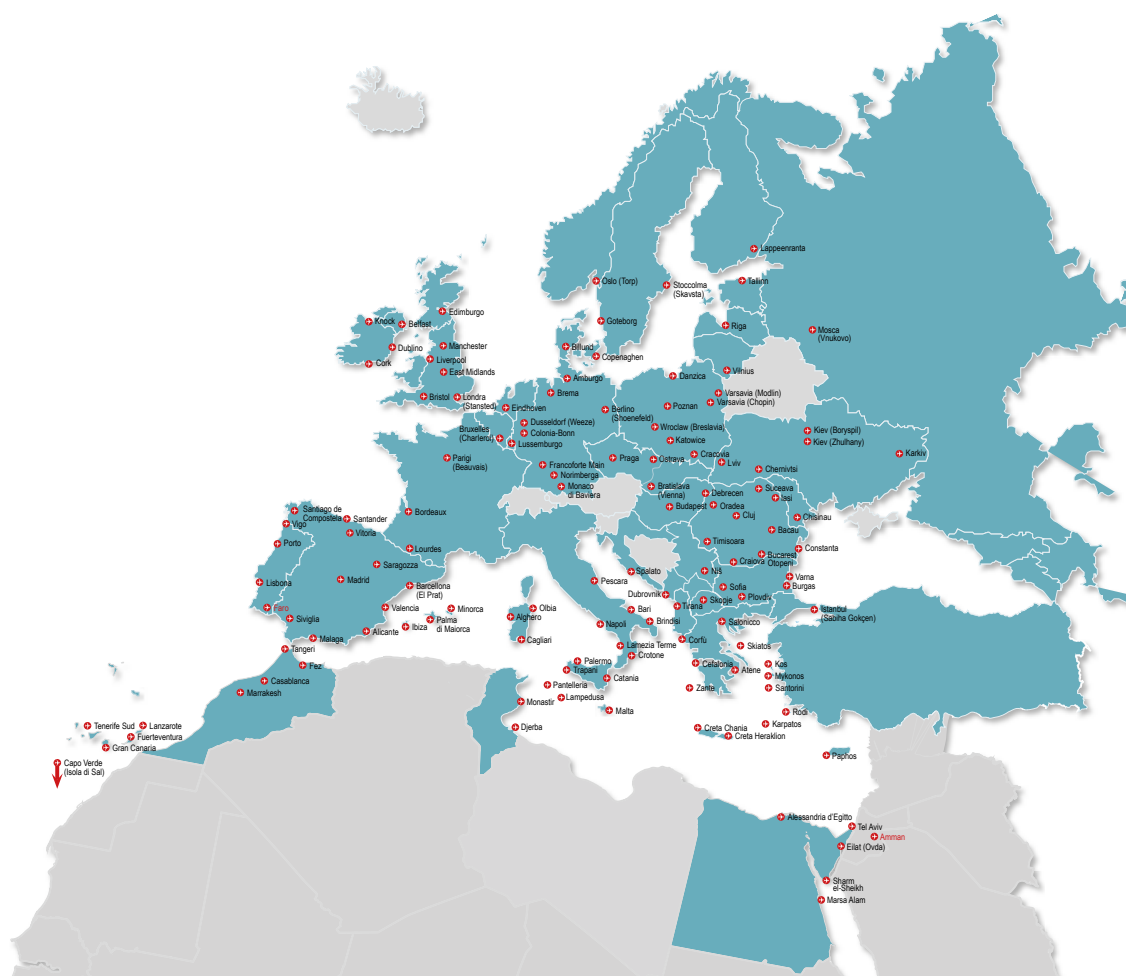 Lappeenranta
Oslo (Torp)
Stoccolma
(Skavsta)
Tallinn
Edimburgo
Knock
Belfast
Goteborg
Riga
Mosca
(Vnukovo)
Dublino
Manchester
Billund
Copenaghen
Cork
Liverpool
East Midlands
Amburgo
Danzica
Vilnius
Bristol
Londra
(Stansted)
Eindhoven
Brema
Berlino
(Shoenefeld)
Poznan
Varsavia (Modlin)
Varsavia (Chopin)
Bruxelles
(Charleroi)
Dusseldorf (Weeze)
Colonia-Bonn
Lussemburgo
Wroclaw (Breslavia)
Katowice
Kiev (Boryspil)
Kiev (Zhulhany)
Karkiv
Parigi
(Beauvais)
Francoforte Main
Norimberga
Monaco
di Baviera
Praga
Ostrava
Cracovia
Lviv
Chernivtsi
Bratislava
(Vienna)
Debrecen
Suceava
Iasi
Budapest
Oradea
Cluj
Chisinau
Santiago de
Compostela
Vigo
Santander
Vitoria
Bordeaux
Bacau
Porto
Lourdes
Timisoara
Bucarest
Otopeni
Constanta
Craiova
Saragozza
Lisbona
Madrid
Barcellona
(El Prat)
Pescara
Spalato
Niš
Varna
Burgas
Dubrovnik
Sofia
Plovdiv
Skopje
Tirana
Istanbul
(Sabiha Gokçen)
Faro
Siviglia
Valencia
Minorca
Palma
di Maiorca
Ibiza
Alicante
Malaga
Olbia
Alghero
Cagliari
Bari
Brindisi
Napoli
Salonicco
Corfù
Skiatos
Tangeri
Fez
Lamezia Terme
Crotone
Palermo
Trapani
Catania
Cefalonia
Atene
Kos
Mykonos
Santorini
Zante
Casablanca
Marrakesh
Pantelleria
Lampedusa
Monastir
Malta
Rodi
Karpatos
Djerba
Creta Chania
Creta Heraklion
Tenerife Sud
Lanzarote
Fuerteventura
Gran Canaria
Capo Verde
(Isola di Sal)
Paphos
Alessandria d'Egitto
Tel Aviv
Amman
Eilat (Ovda)
Sharm
el-Sheikh
Marsa Alam